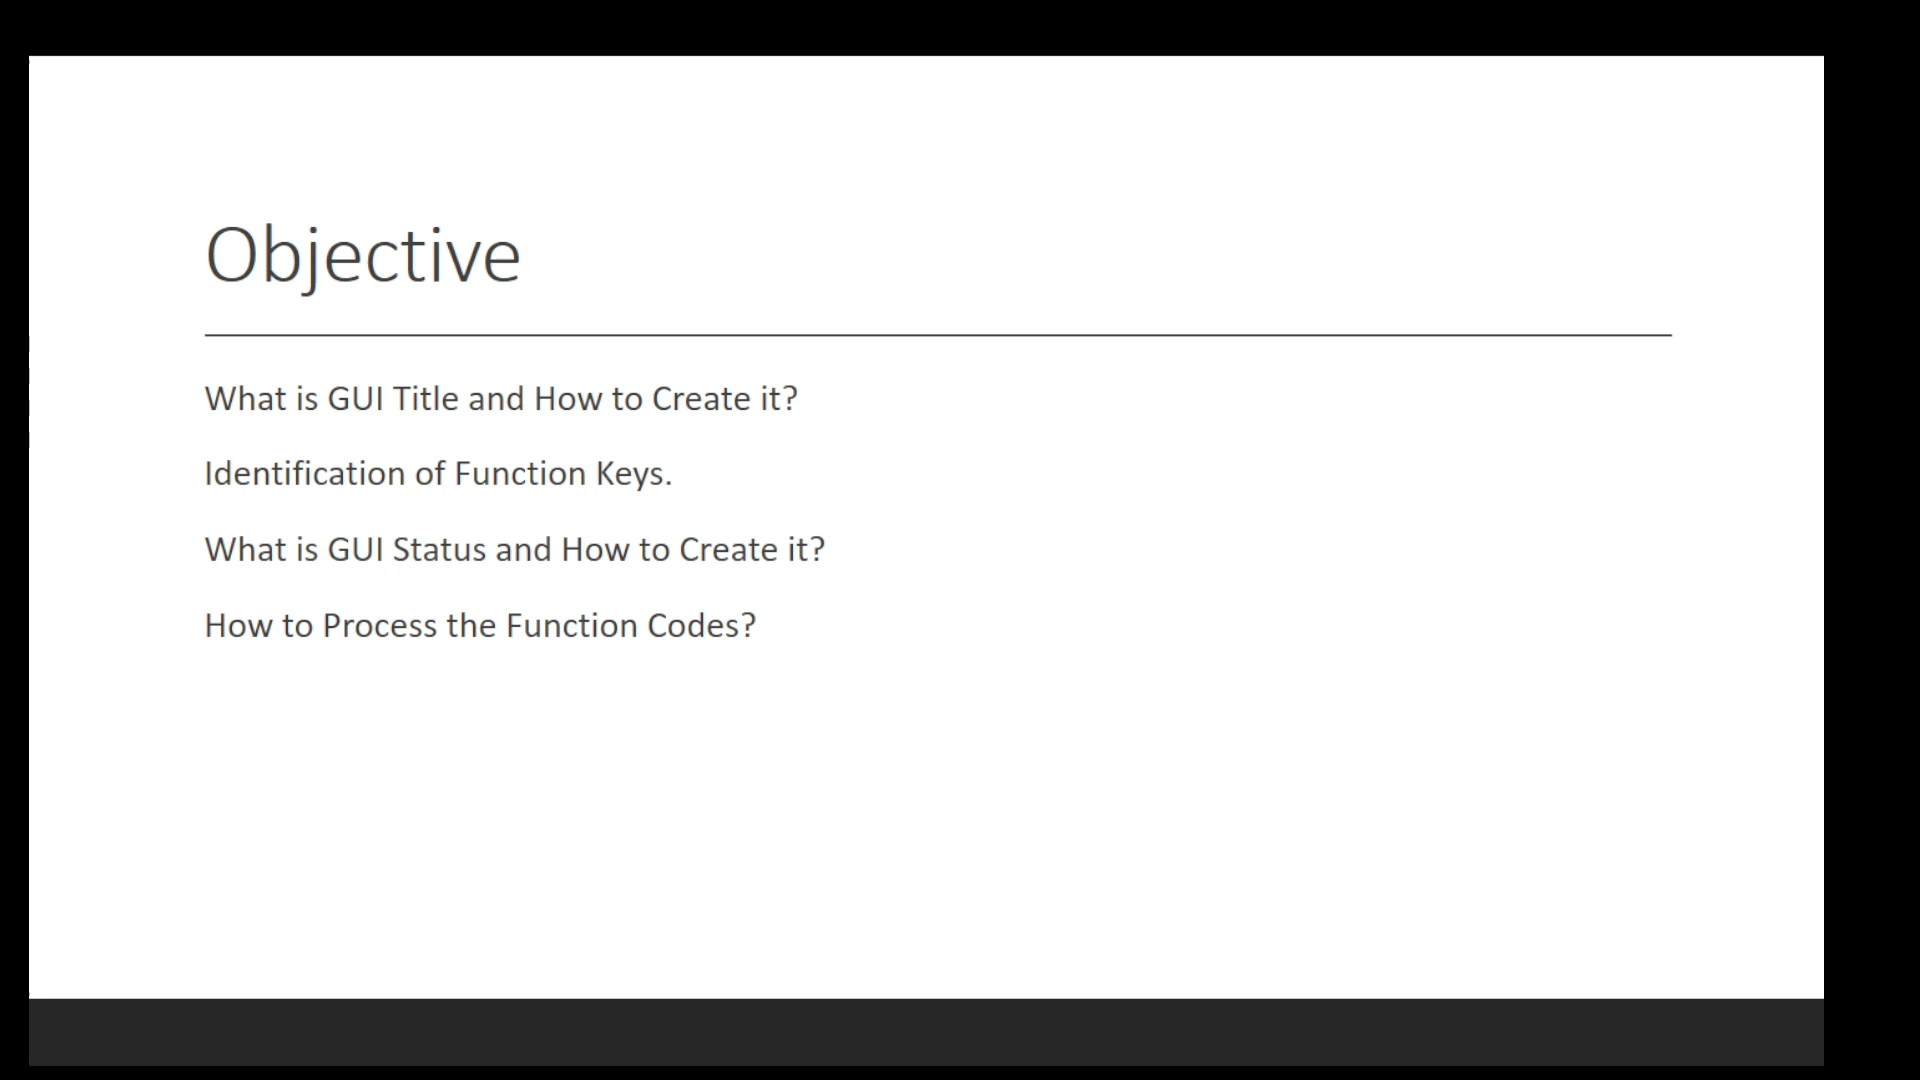 Objective
What is GUI Title and How to Create it?
Identification of Function Keys.
What is GUI Status and How to Create it?
How to Process the Function Codes?